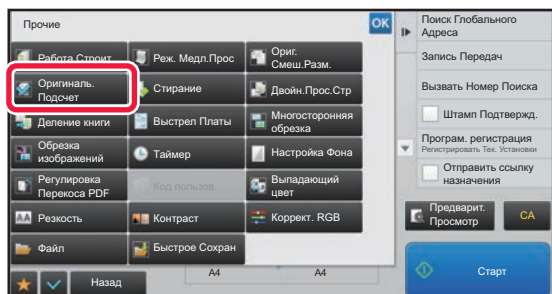 Прочие
OK
Работа Строит
Реж. Медл.Прос
Ориг.
Смеш.Разм.
Оригиналь.
Подсчет
Стирание
Двойн.Прос.Стр
Деление книги
Выстрел Платы
Многосторонняя
обрезка
Обрезка
изображений
Таймер
Настройка Фона
Регулировка
Перекоса PDF
Код пользов.
Выпадающий
цвет
AA Резкость
Контраст
Коррект. RGB
Файл
Быстрое Сохран
Назад
A4
A4
Поиск Глобального
Адреса
Запись Передач
Вызвать Номер Поиска
Штамп Подтвержд.
Програм. регистрация
Регистрировать Тек. Установки
Отправить ссылку
назначения
Предварит.
Просмотр
CA
Старт